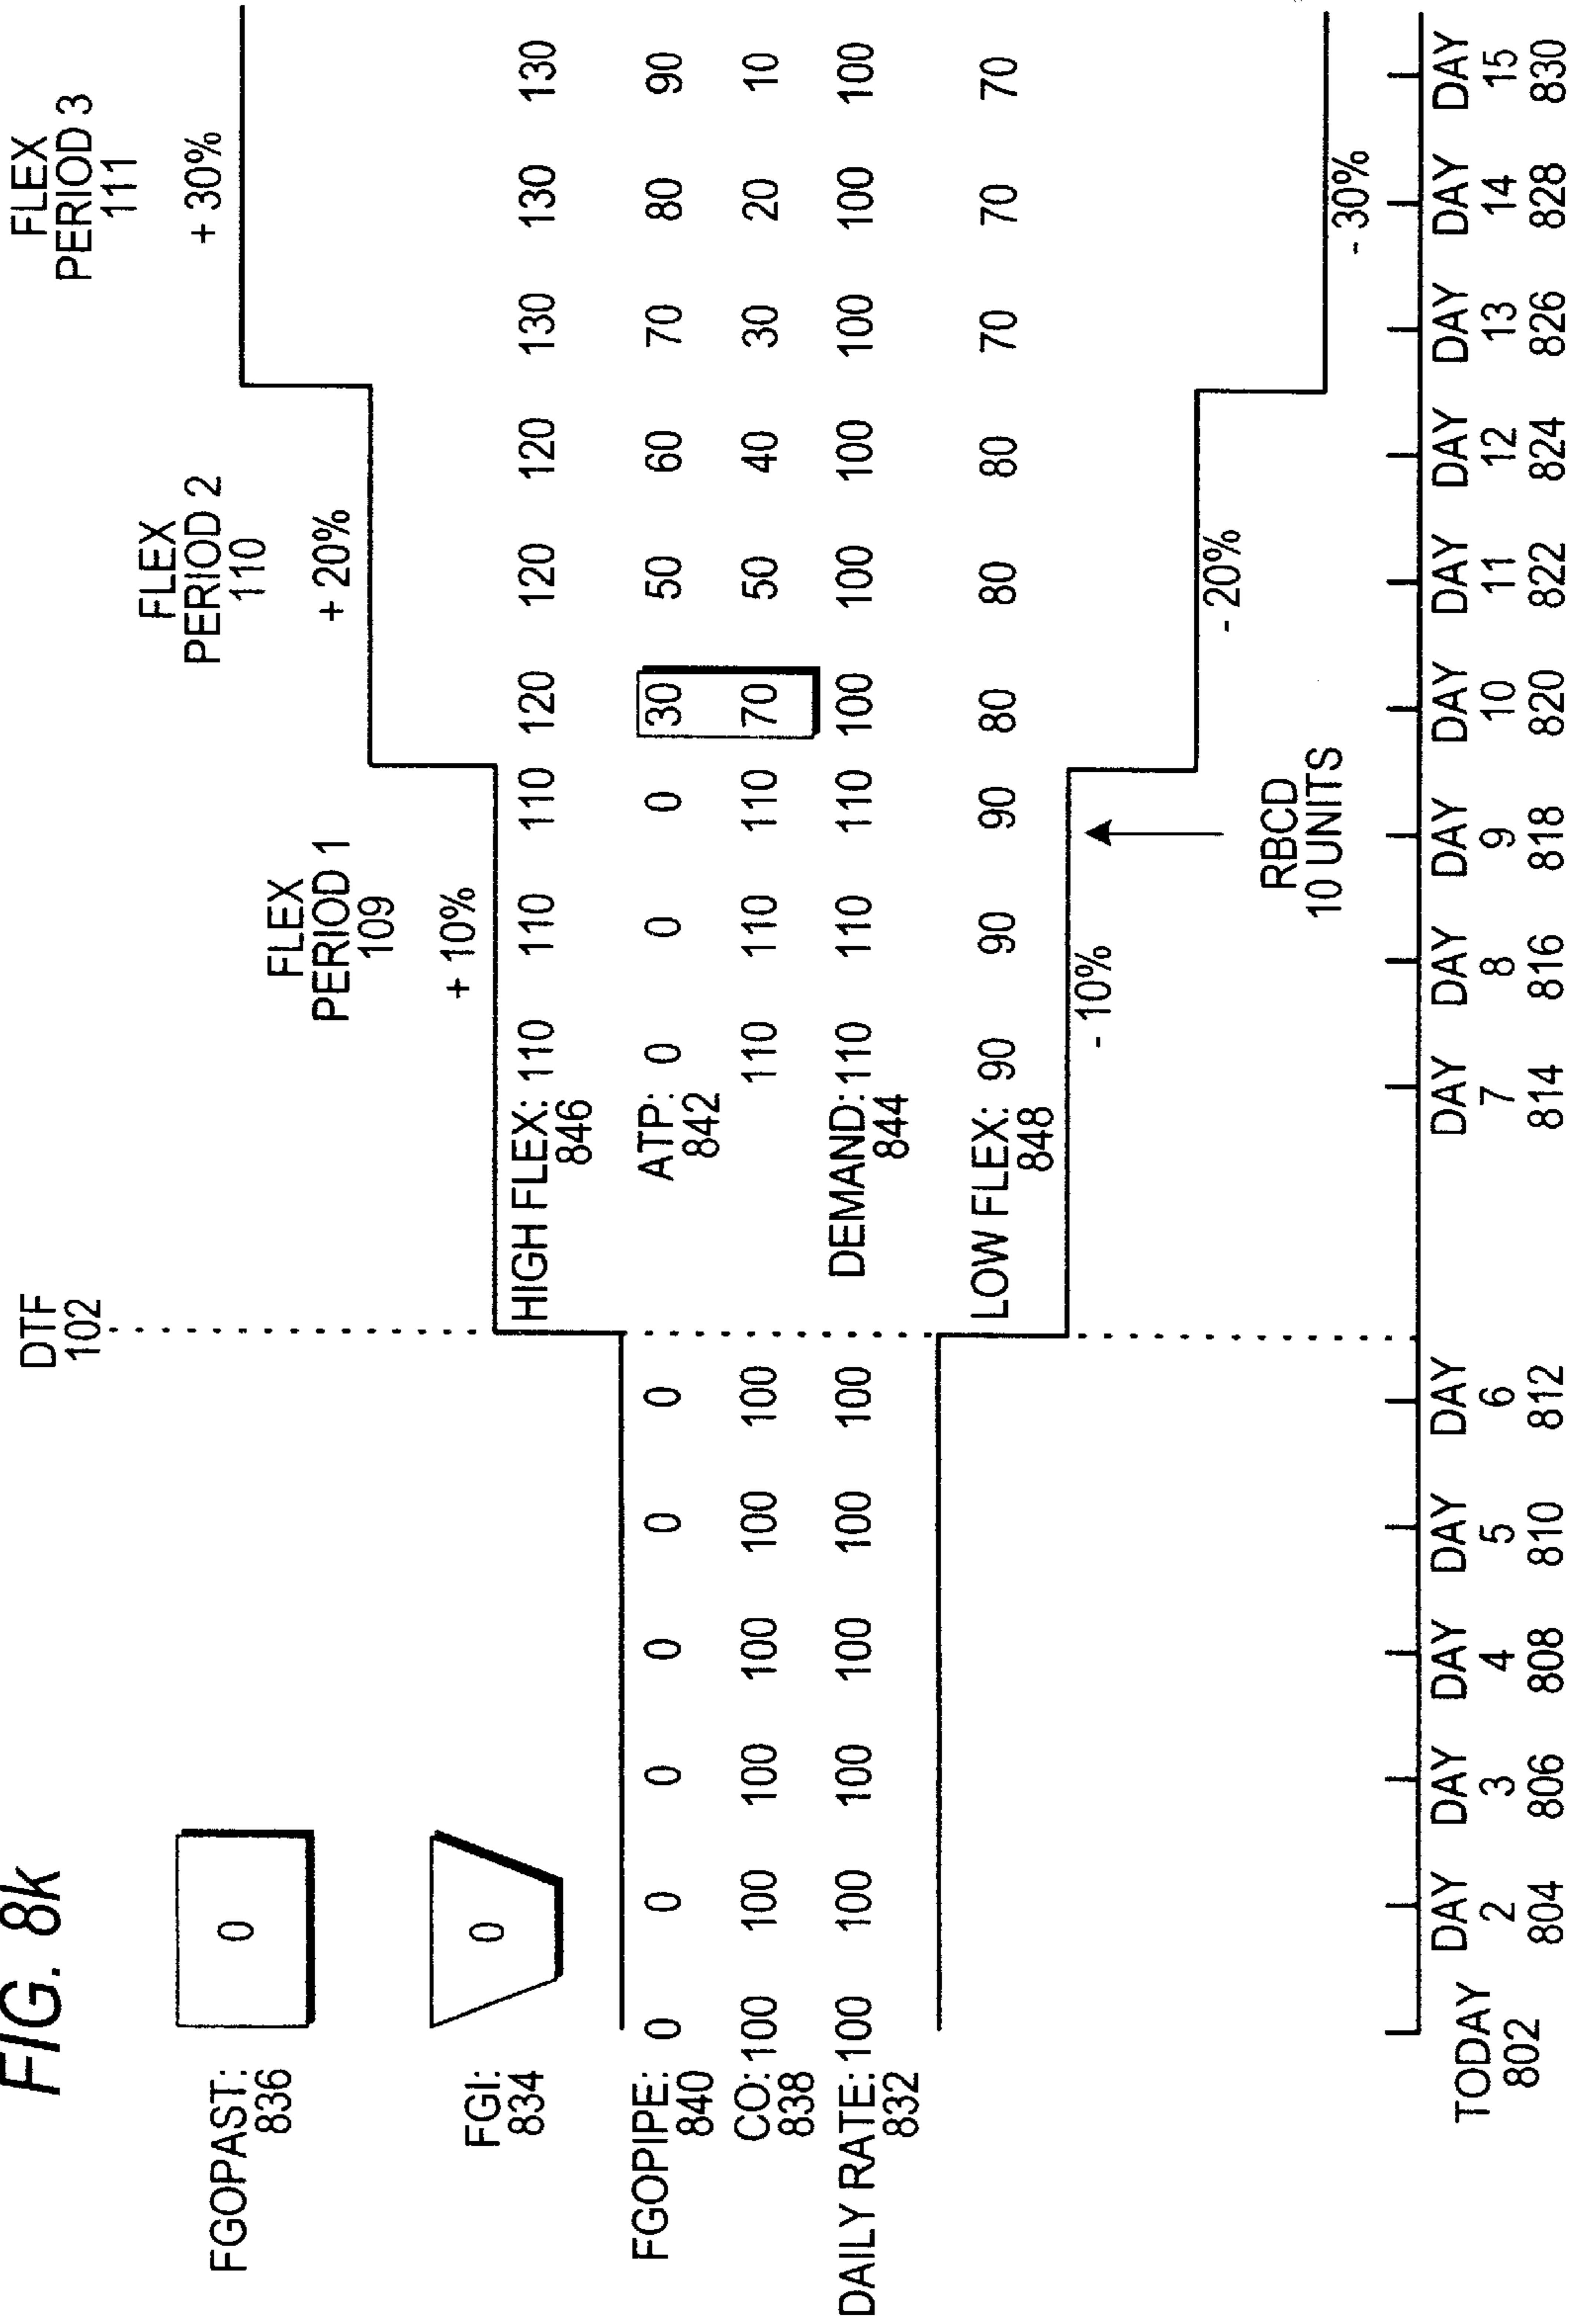 FIG. 8k
DTF
102
FLEX
PERIOD 3
111
+ 30%
FLEX
PERIOD 2
110
+ 20%
FLEX
PERIOD 1
109
+ 10%
FGOPAST:
836
0
FGI:
834
0
HIGH FLEX: 110 110 110 120 120 120 130 130 130
846
FGOPIPE: 0 0 0 0 0 0
840
ATP: 0 0 0 30 50 60 70 80 90
842
CO: 100 100 100 100 100 100 110 110 110 70 50 40 30 20 10
838
DAILY RATE: 100 100 100 100 100 100
832
DEMAND: 110 110 110 100 100 100 100 100 100
844
LOW FLEX: 90 90 90 80 80 80 70 70 70
848
- 10%
- 20%
- 30%
RBCD
10 UNITS
TODAY DAY DAY DAY DAY DAY DAY DAY DAY DAY DAY DAY DAY DAY DAY
802 2 3 4 5 6 7 8 9 10 11 12 13 14 15
804 806 808 810 812 814 816 818 820 822 824 826 828 830